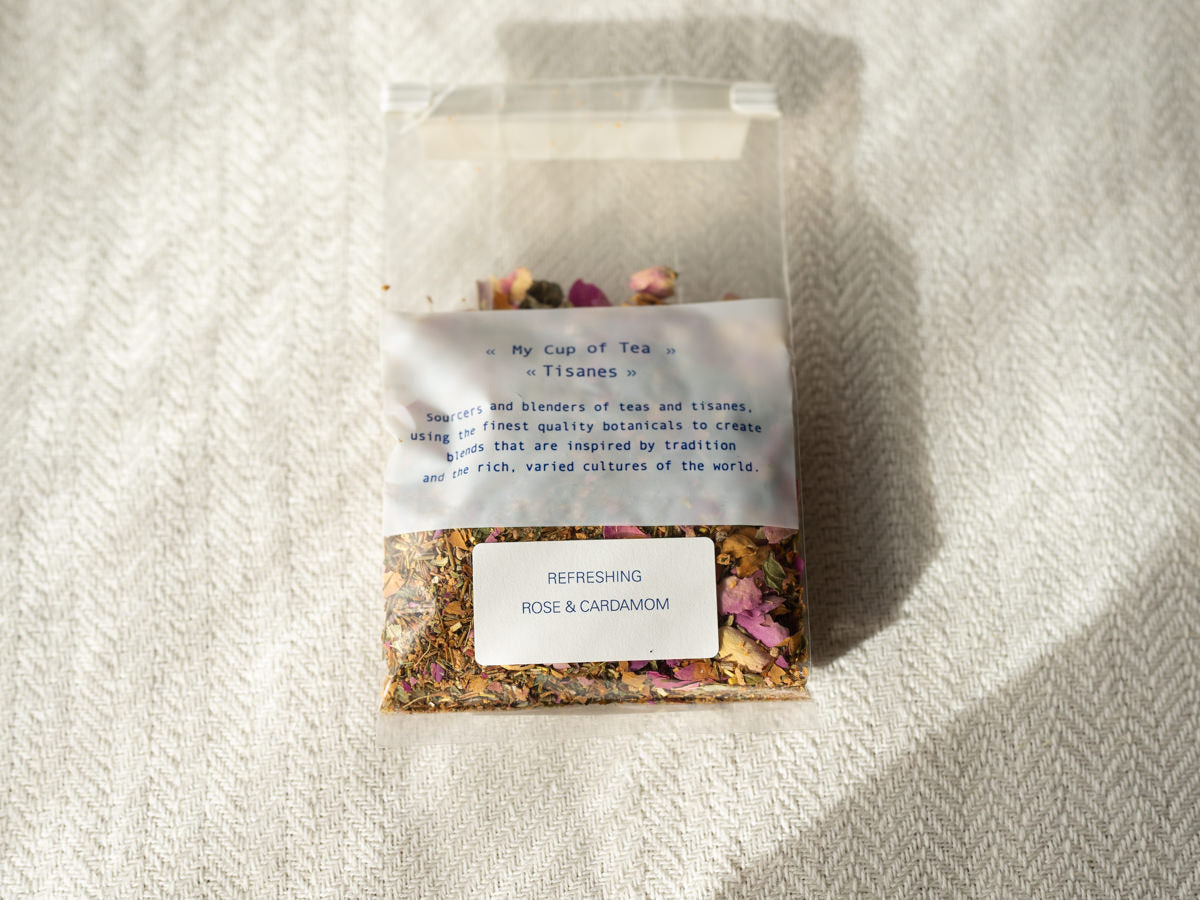 « My Cup of Tea »
« Tisanes »
Sourcers and blenders of teas and tisanes,
using the finest quality botanicals to create
blends that are inspired by tradition
and the rich, varied cultures of the world.
REFRESHING
ROSE & CARDAMOM